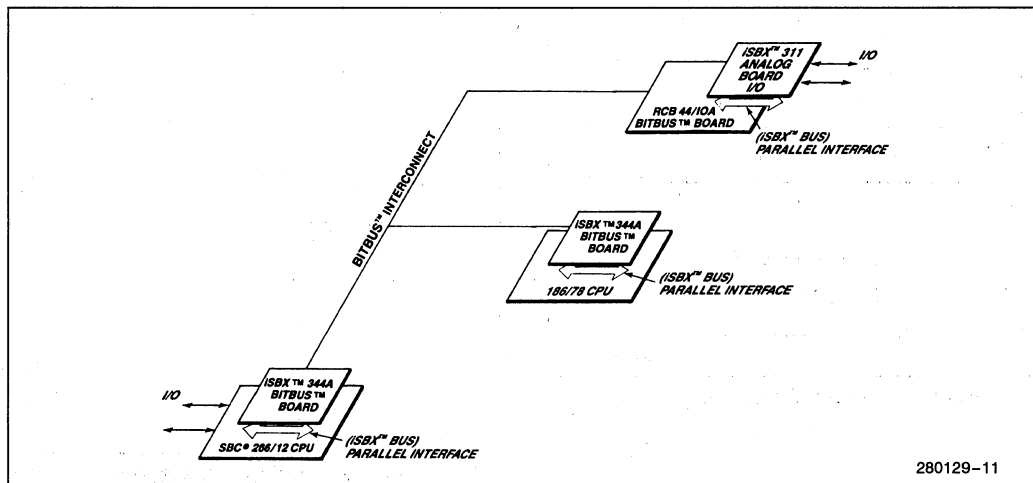 iSBX™ 311
ANALOG
BOARD
I/O
I/O
RCB 44/10A
BITBUS™ BOARD
(iSBX™ BUS)
PARALLEL INTERFACE
BITBUS™ INTERCONNECT
iSBX™ 344A
BITBUS™
BOARD
(iSBX™ BUS)
PARALLEL INTERFACE
186/78 CPU
iSBX™ 344A
BITBUS™
BOARD
I/O
(iSBX™ BUS)
PARALLEL INTERFACE
SBC® 286/12 CPU
280129-11